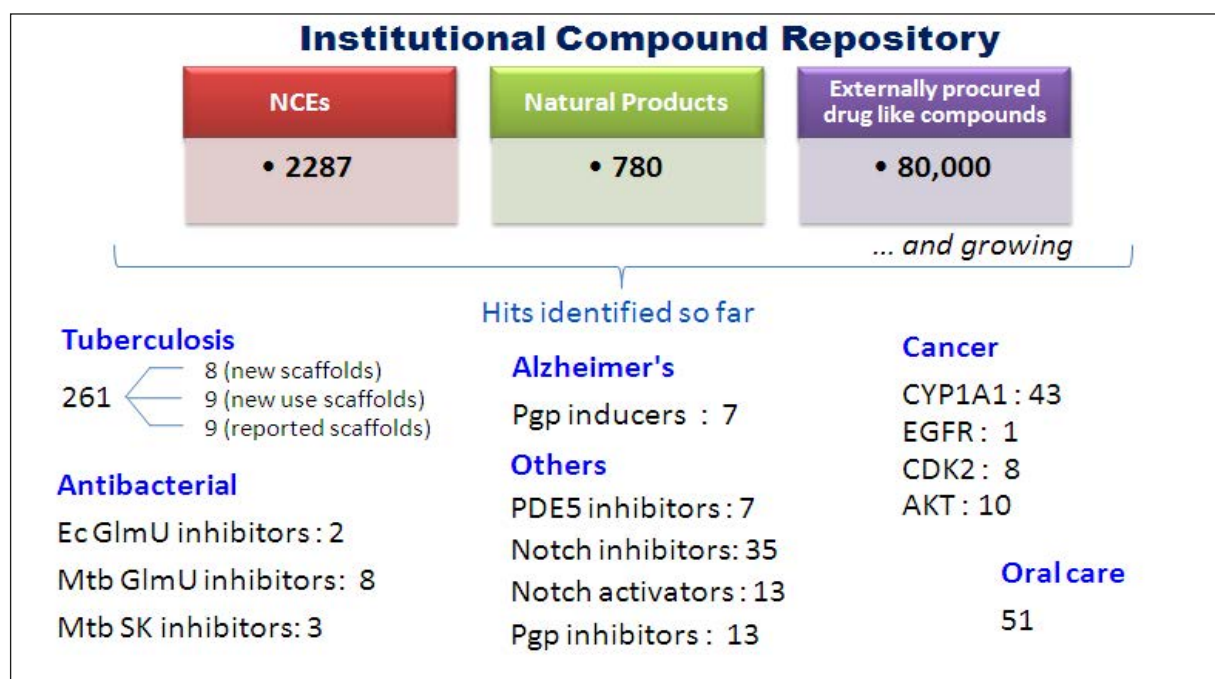 Institutional Compound Repository
NCEs
• 2287
Natural Products
• 780
Externally procured
drug like compounds
• 80,000
... and growing
Hits identified so far
Tuberculosis
261
8 (new scaffolds)
9 (new use scaffolds)
9 (reported scaffolds)
Antibacterial
Ec GlmU inhibitors : 2
Mtb GlmU inhibitors: 8
Mtb SK inhibitors: 3
Alzheimer's
Pgp inducers : 7
Others
PDE5 inhibitors : 7
Notch inhibitors: 35
Notch activators : 13
Pgp inhibitors : 13
Cancer
CYP1A1 : 43
EGFR : 1
CDK2 : 8
AKT : 10
Oral care
51